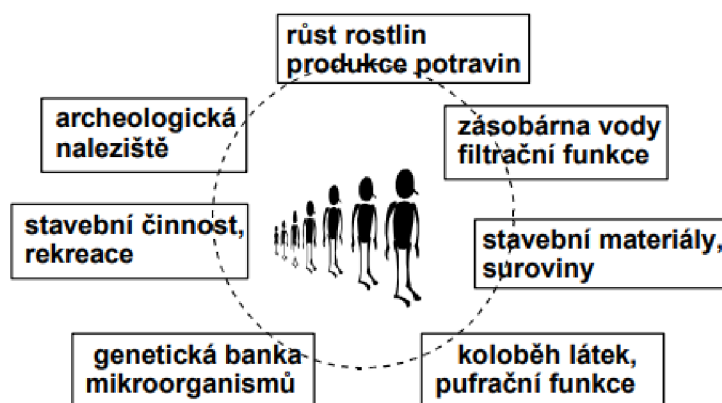 růst rostlin
produkce potravin
archeologická
naleziště
zásobárna vody
filtrační funkce
stavební činnost,
rekreace
stavební materiály,
suroviny
genetická banka
mikroorganismů
koloběh látek,
pufrační funkce